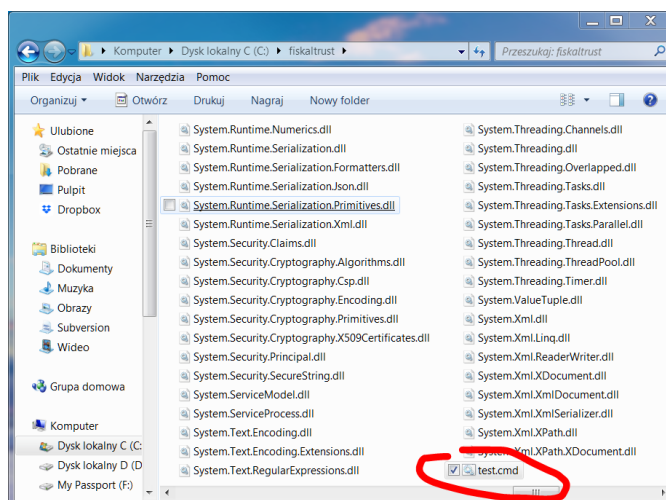 Komputer ▸ Dysk lokalny C (C:) ▸ fiskaltrust ▸
Przeszukaj: fiskaltrust
Plik Edycja Widok Narzędzia Pomoc
Organizuj Otwórz Drukuj Nagraj Nowy folder
Ulubione
Ostatnie miejsca
Pobrane
Pulpit
Dropbox
Biblioteki
Dokumenty
Muzyka
Obrazy
Subversion
Wideo
Grupa domowa
Komputer
Dysk lokalny C (C:
Dysk lokalny D (D
My Passport (F:)
System.Runtime.Numerics.dll
System.Runtime.Serialization.dll
System.Runtime.Serialization.Formatters.dll
System.Runtime.Serialization.Json.dll
System.Runtime.Serialization.Primitives.dll
System.Runtime.Serialization.Xml.dll
System.Security.Claims.dll
System.Security.Cryptography.Algorithms.dll
System.Security.Cryptography.Csp.dll
System.Security.Cryptography.Encoding.dll
System.Security.Cryptography.Primitives.dll
System.Security.Cryptography.X509Certificates.dll
System.Security.Principal.dll
System.Security.SecureString.dll
System.ServiceModel.dll
System.ServiceProcess.dll
System.Text.Encoding.dll
System.Text.Encoding.Extensions.dll
System.Text.RegularExpressions.dll
System.Threading.Channels.dll
System.Threading.dll
System.Threading.Overlapped.dll
System.Threading.Tasks.dll
System.Threading.Tasks.Extensions.dll
System.Threading.Tasks.Parallel.dll
System.Threading.Thread.dll
System.Threading.ThreadPool.dll
System.Threading.Timer.dll
System.ValueTuple.dll
System.Xml.dll
System.Xml.Linq.dll
System.Xml.ReaderWriter.dll
System.Xml.XDocument.dll
System.Xml.XmlDocument.dll
System.Xml.XmlSerializer.dll
System.Xml.XPath.dll
System.Xml.XPath.XDocument.dll
test.cmd